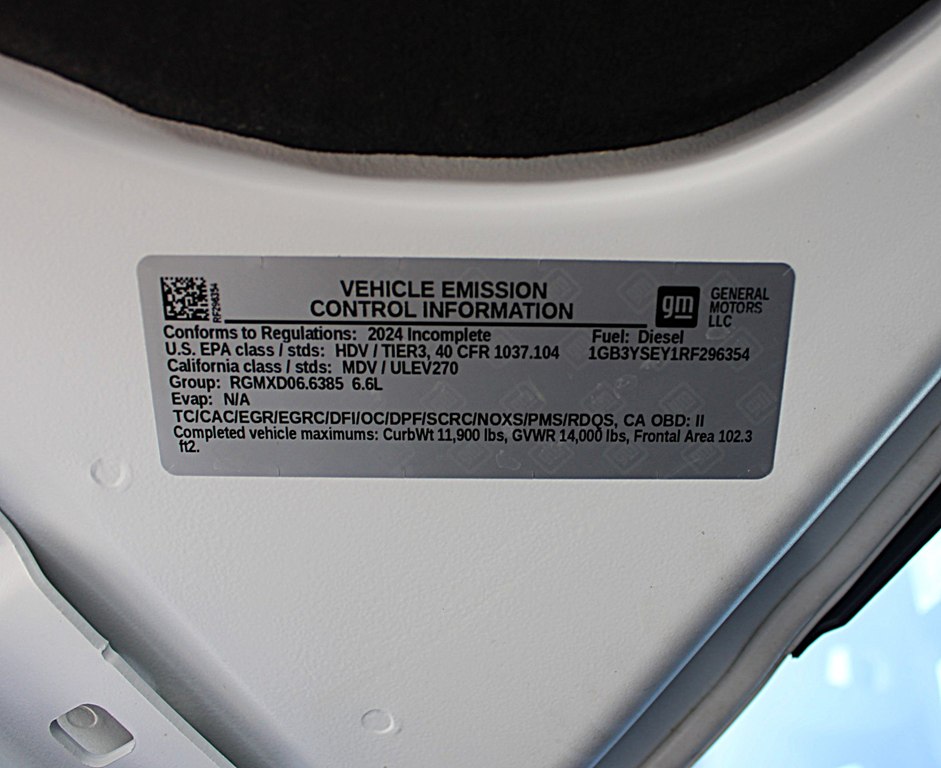 RF296354
VEHICLE EMISSION
CONTROL INFORMATION
gm
GENERAL
MOTORS
LLC
Conforms to Regulations: 2024 Incomplete
Fuel: Diesel
U.S. EPA class / stds: HDV / TIER3, 40 CFR 1037.104
1GB3YSEY1RF296354
California class / stds: MDV / ULEV270
Group: RGMXD06.6385 6.6L
Evap: N/A
TC/CAC/EGR/EGRC/DFI/OC/DPF/SCRC/NOXS/PMS/RDQS, CA OBD: II
Completed vehicle maximums: CurbWt 11,900 lbs, GVWR 14,000 lbs, Frontal Area 102.3
ft2.